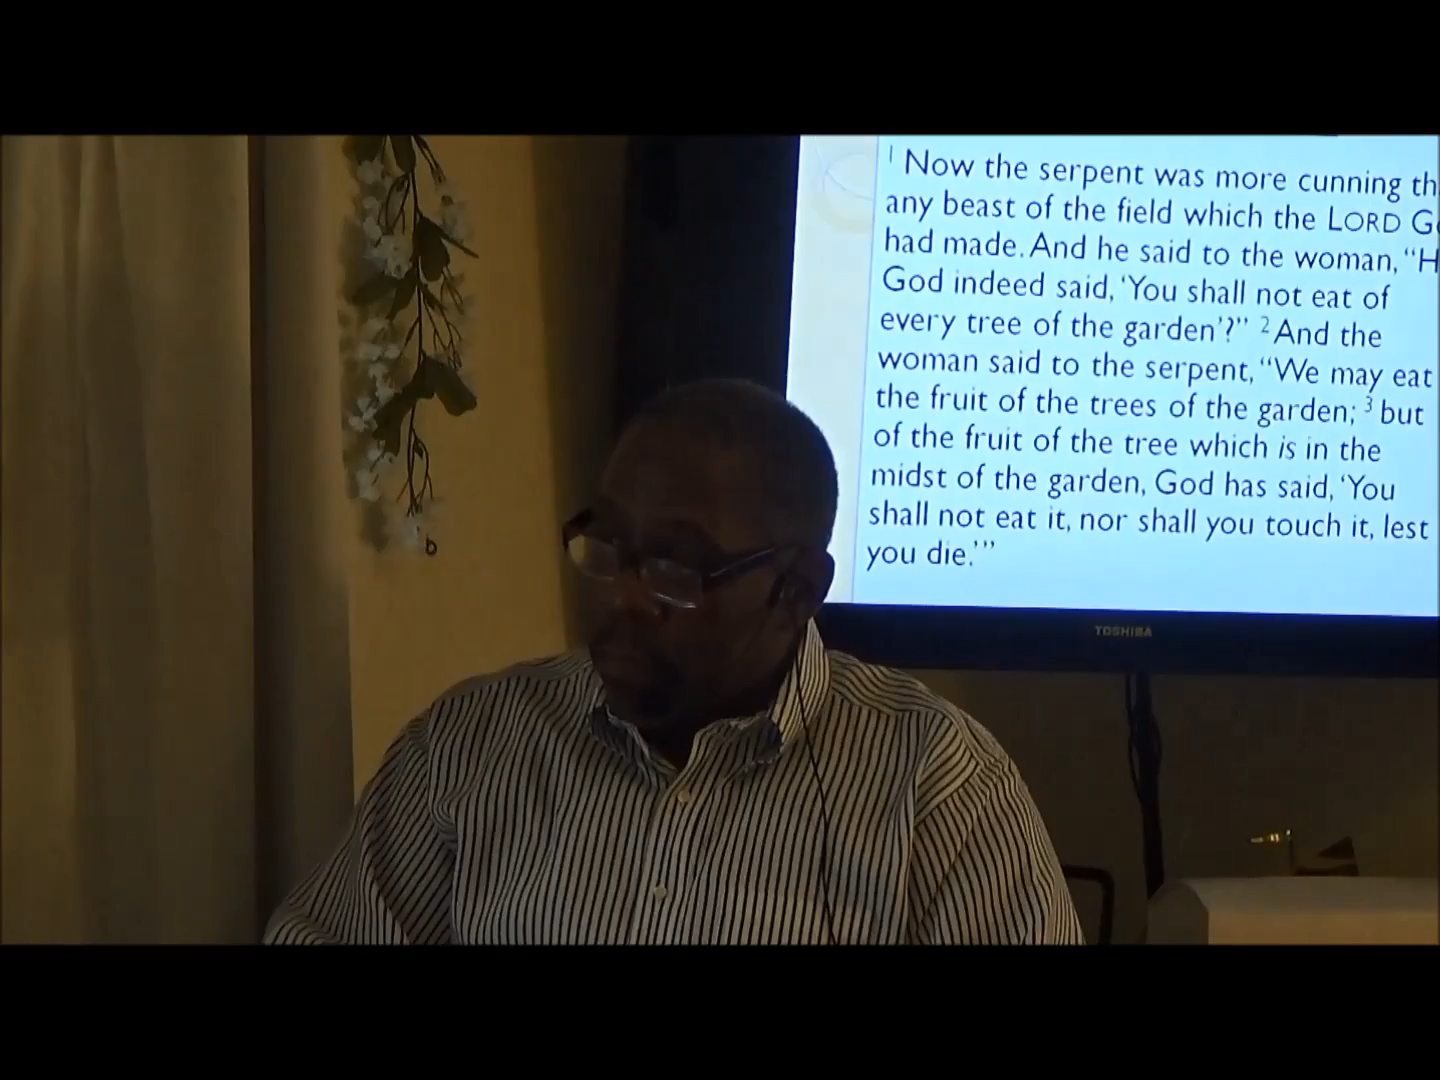 1 Now the serpent was more cunning th
any beast of the field which the LORD G
had made. And he said to the woman, “H
God indeed said, ‘You shall not eat of
every tree of the garden’?” 2 And the
woman said to the serpent, “We may eat
the fruit of the trees of the garden; 3 but
of the fruit of the tree which is in the
midst of the garden, God has said, ‘You
shall not eat it, nor shall you touch it, lest
you die.’”
TOSHIBA